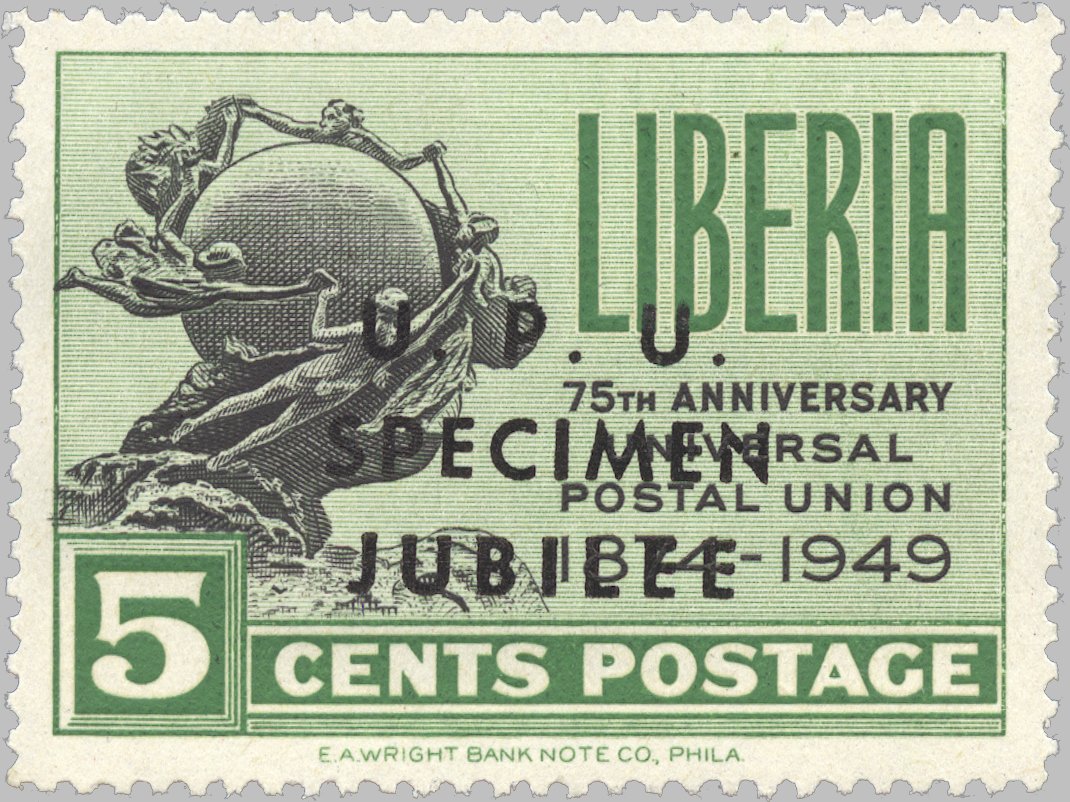 LIBERIA
U. P. U.
75TH ANNIVERSARY
SPECIMEN
UNIVERSAL
POSTAL UNION
JUBILEE
1874-1949
5
CENTS POSTAGE
E.A.WRIGHT BANK NOTE CO., PHILA.